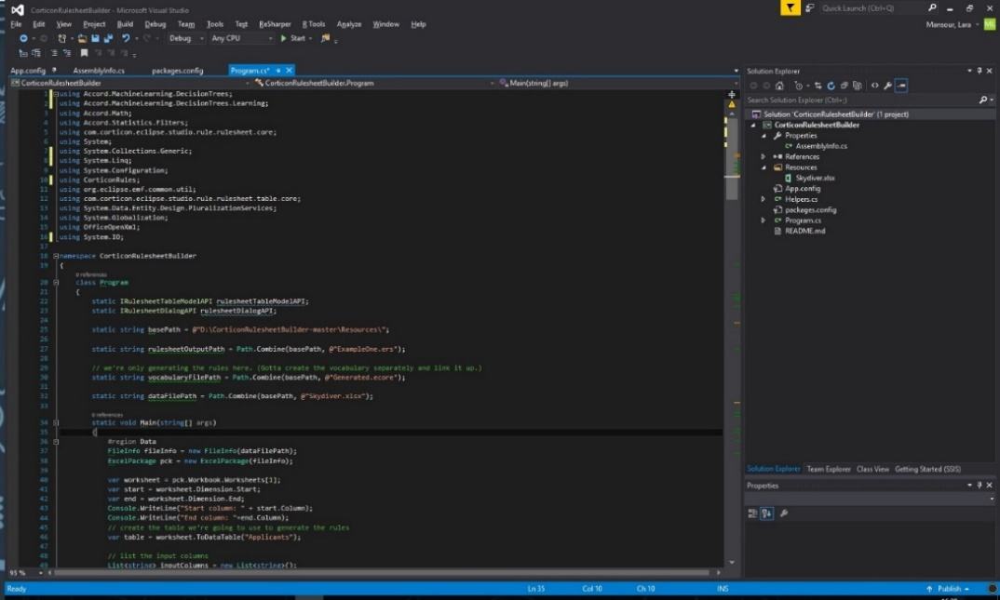 CorticonRulesheetBuilder - Microsoft Visual Studio
Quick Launch (Ctrl+Q)
File Edit View Project Build Debug Team Tools Test ReSharper R Tools Analyze Window Help
Mansour, Lara
Debug Any CPU Start
App.config AssemblyInfo.cs packages.config Program.cs*
CorticonRulesheetBuilder CorticonRulesheetBuilder.Program Main(string[] args)
1 using Accord.MachineLearning.DecisionTrees;
2 using Accord.MachineLearning.DecisionTrees.Learning;
3 using Accord.Math;
4 using Accord.Statistics.Filters;
5 using com.corticon.eclipse.studio.rule.rulesheet.core;
6 using System;
7 using System.Collections.Generic;
8 using System.Linq;
9 using System.Configuration;
10 using CorticonRules;
11 using org.eclipse.emf.common.util;
12 using com.corticon.eclipse.studio.rule.rulesheet.table.core;
13 using System.Data.Entity.Design.PluralizationServices;
14 using System.Globalization;
15 using OfficeOpenXml;
16 using System.IO;
17
18 namespace CorticonRulesheetBuilder
19 {
0 references
20 class Program
21 {
22 static IRulesheetTableModelAPI rulesheetTableModelAPI;
23 static IRulesheetDialogAPI rulesheetDialogAPI;
24
25 static string basePath = @"D:\CorticonRulesheetBuilder-master\Resources\";
26
27 static string rulesheetOutputPath = Path.Combine(basePath, @"ExampleOne.ers");
28
29 // we're only generating the rules here. (Gotta create the vocabulary separately and link it up.)
30 static string vocabularyFilePath = Path.Combine(basePath, @"Generated.ecore");
31
32 static string dataFilePath = Path.Combine(basePath, @"Skydiver.xlsx");
33
0 references
34 static void Main(string[] args)
35 {
36 #region Data
37 FileInfo fileInfo = new FileInfo(dataFilePath);
38 ExcelPackage pck = new ExcelPackage(fileInfo);
39
40 var worksheet = pck.Workbook.Worksheets[1];
41 var start = worksheet.Dimension.Start;
42 var end = worksheet.Dimension.End;
43 Console.WriteLine("Start column: " + start.Column);
44 Console.WriteLine("End column: "+end.Column);
45 // create the table we're going to use to generate the rules
46 var table = worksheet.ToDataTable("Applicants");
47
48 // list the input columns
49 List<string> inputColumns = new List<string>();
95 %
Solution Explorer
Search Solution Explorer (Ctrl+;)
Solution 'CorticonRulesheetBuilder' (1 project)
CorticonRulesheetBuilder
Properties
AssemblyInfo.cs
References
Resources
Skydiver.xlsx
App.config
Helpers.cs
packages.config
Program.cs
README.md
Solution Explorer Team Explorer Class View Getting Started (SSIS)
Properties
Ready Ln 35 Col 10 Ch 10 INS Publish